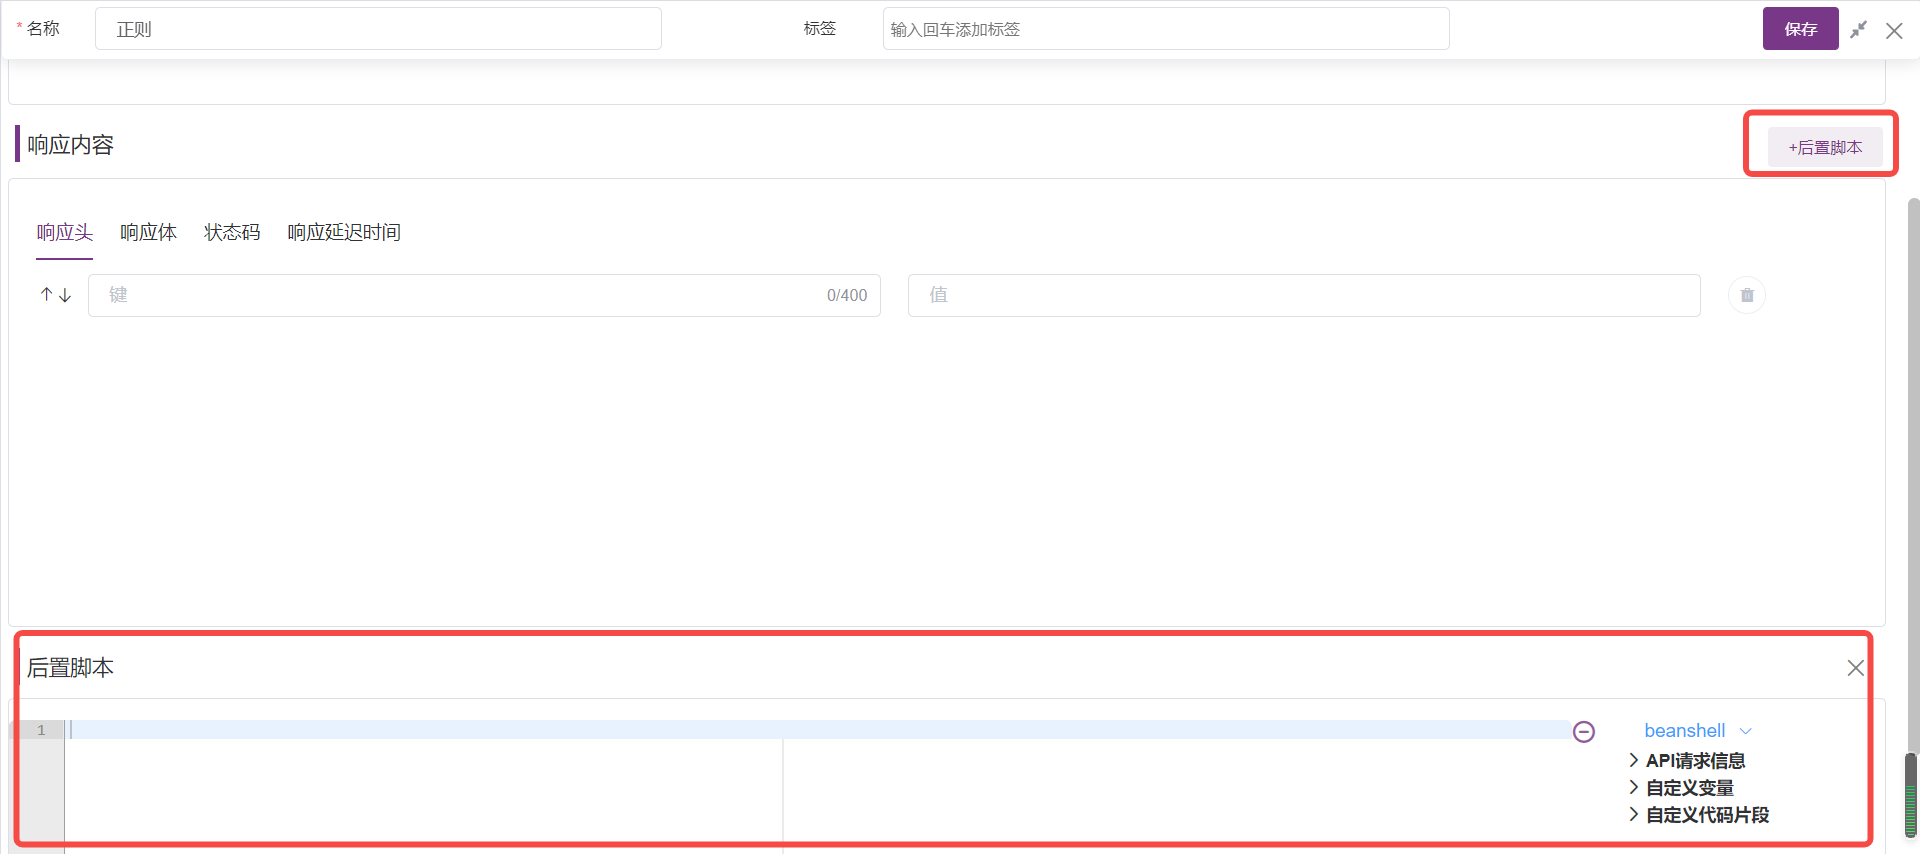 * 名称 正则 标签 输入回车添加标签 保存
响应内容 +后置脚本
响应头 响应体 状态码 响应延迟时间
键 0/400 值
后置脚本
1 beanshell
API请求信息
自定义变量
自定义代码片段